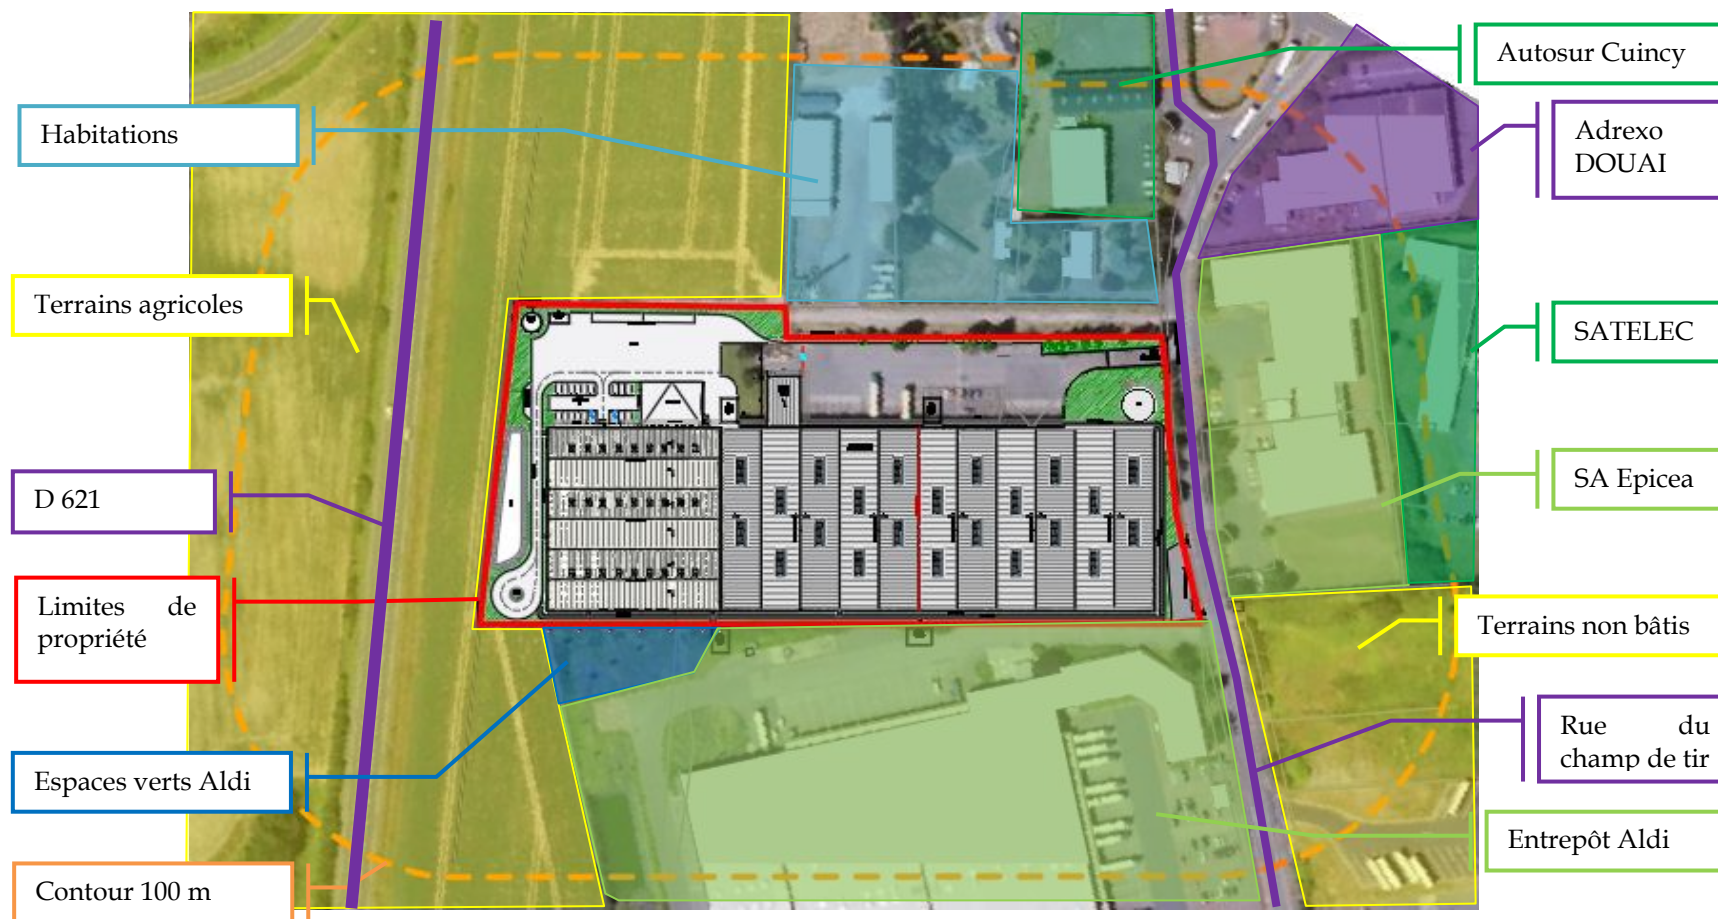 Habitations
Terrains agricoles
D 621
Limites de
propriété
Espaces verts Aldi
Contour 100 m
Autosur Cuincy
Adrexo
DOUAI
SATELEC
SA Epicea
Terrains non bâtis
Rue du
champ de tir
Entrepôt Aldi